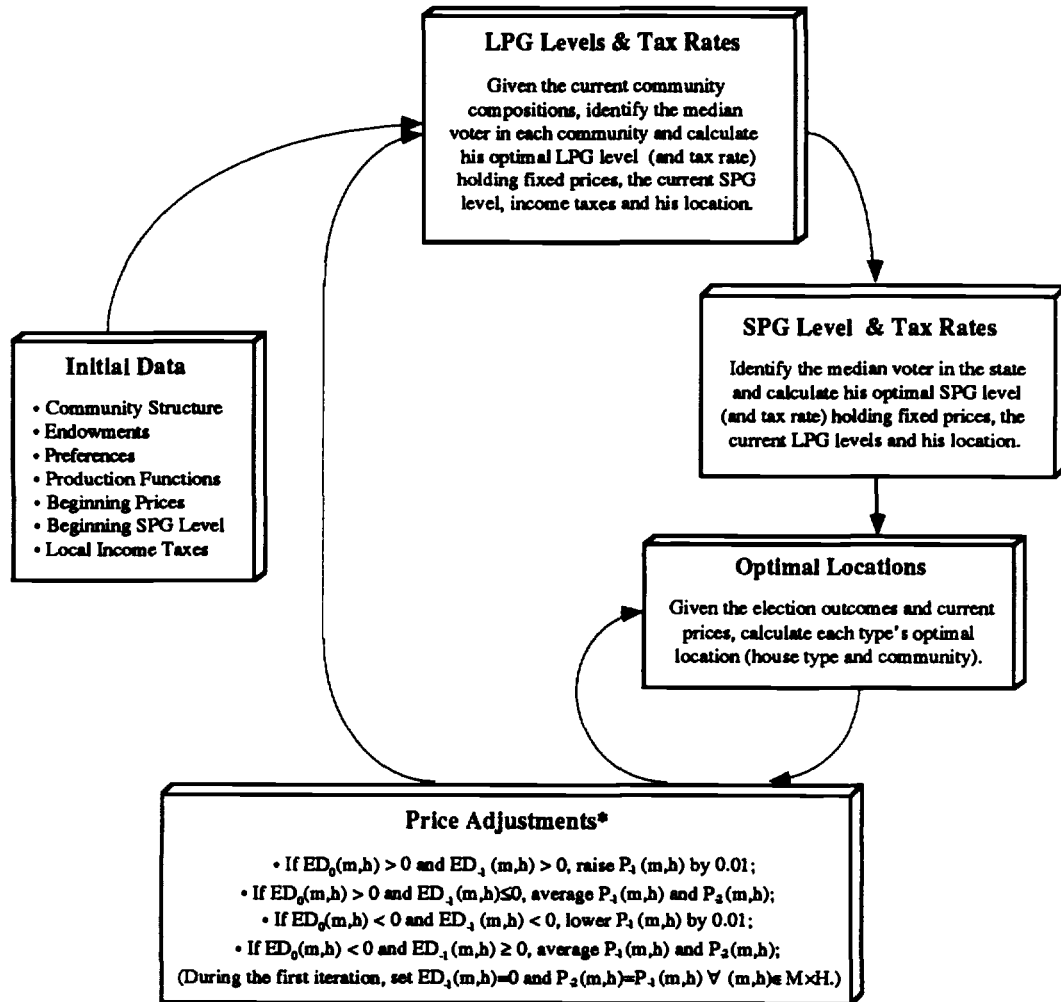 LPG Levels & Tax Rates
Given the current community
compositions, identify the median
voter in each community and calculate
his optimal LPG level (and tax rate)
holding fixed prices, the current SPG
level, income taxes and his location.
SPG Level & Tax Rates
Identify the median voter in the state
and calculate his optimal SPG level
(and tax rate) holding fixed prices, the
current LPG levels and his location.
Initial Data
• Community Structure
• Endowments
• Preferences
• Production Functions
• Beginning Prices
• Beginning SPG Level
• Local Income Taxes
Optimal Locations
Given the election outcomes and current
prices, calculate each type's optimal
location (house type and community).
Price Adjustments*
• If ED₀(m,h) > 0 and ED₋₁(m,h) > 0, raise P₋₁(m,h) by 0.01;
• If ED₀(m,h) > 0 and ED₋₁(m,h)≤0, average P₋₁(m,h) and P₋₂(m,h);
• If ED₀(m,h) < 0 and ED₋₁(m,h) < 0, lower P₋₁(m,h) by 0.01;
• If ED₀(m,h) < 0 and ED₋₁(m,h) ≥ 0, average P₋₁(m,h) and P₋₂(m,h);
(During the first iteration, set ED₋₁(m,h)=0 and P₋₂(m,h)=P₋₁(m,h) ∀ (m,h)∈ M×H.)